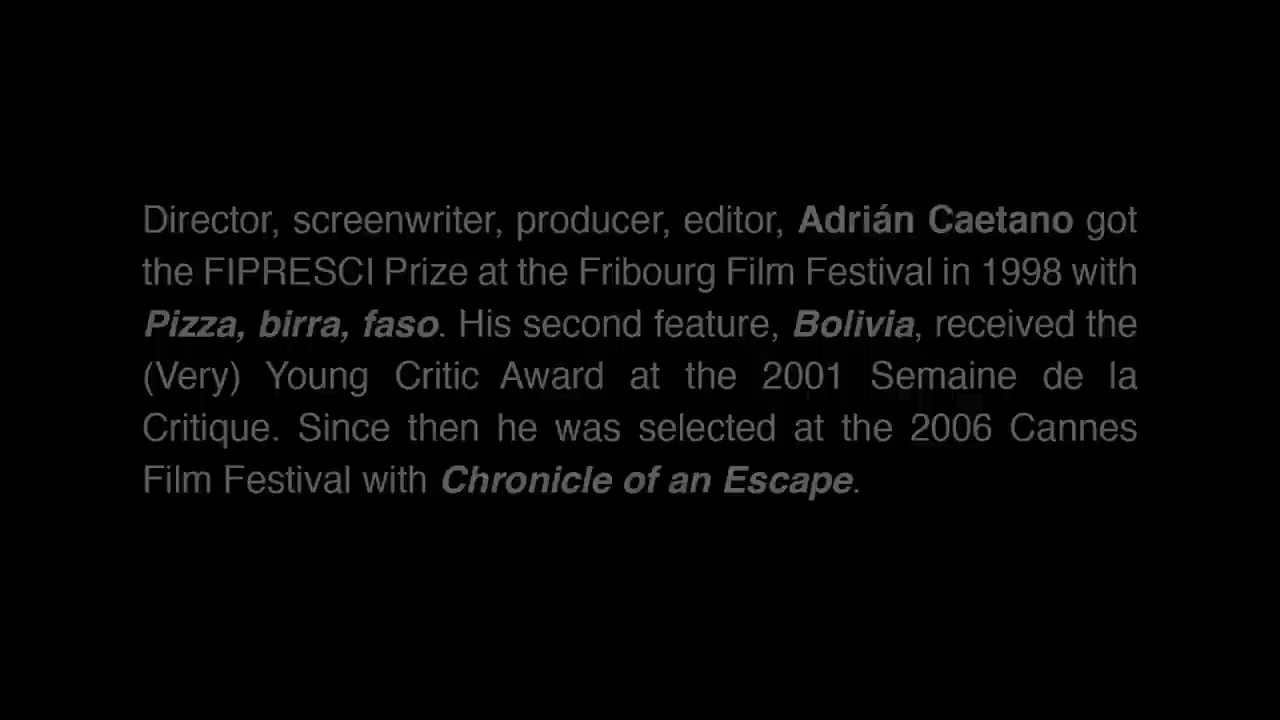 Director, screenwriter, producer, editor, Adrián Caetano got
the FIPRESCI Prize at the Fribourg Film Festival in 1998 with
Pizza, birra, faso. His second feature, Bolivia, received the
(Very) Young Critic Award at the 2001 Semaine de la
Critique. Since then he was selected at the 2006 Cannes
Film Festival with Chronicle of an Escape.